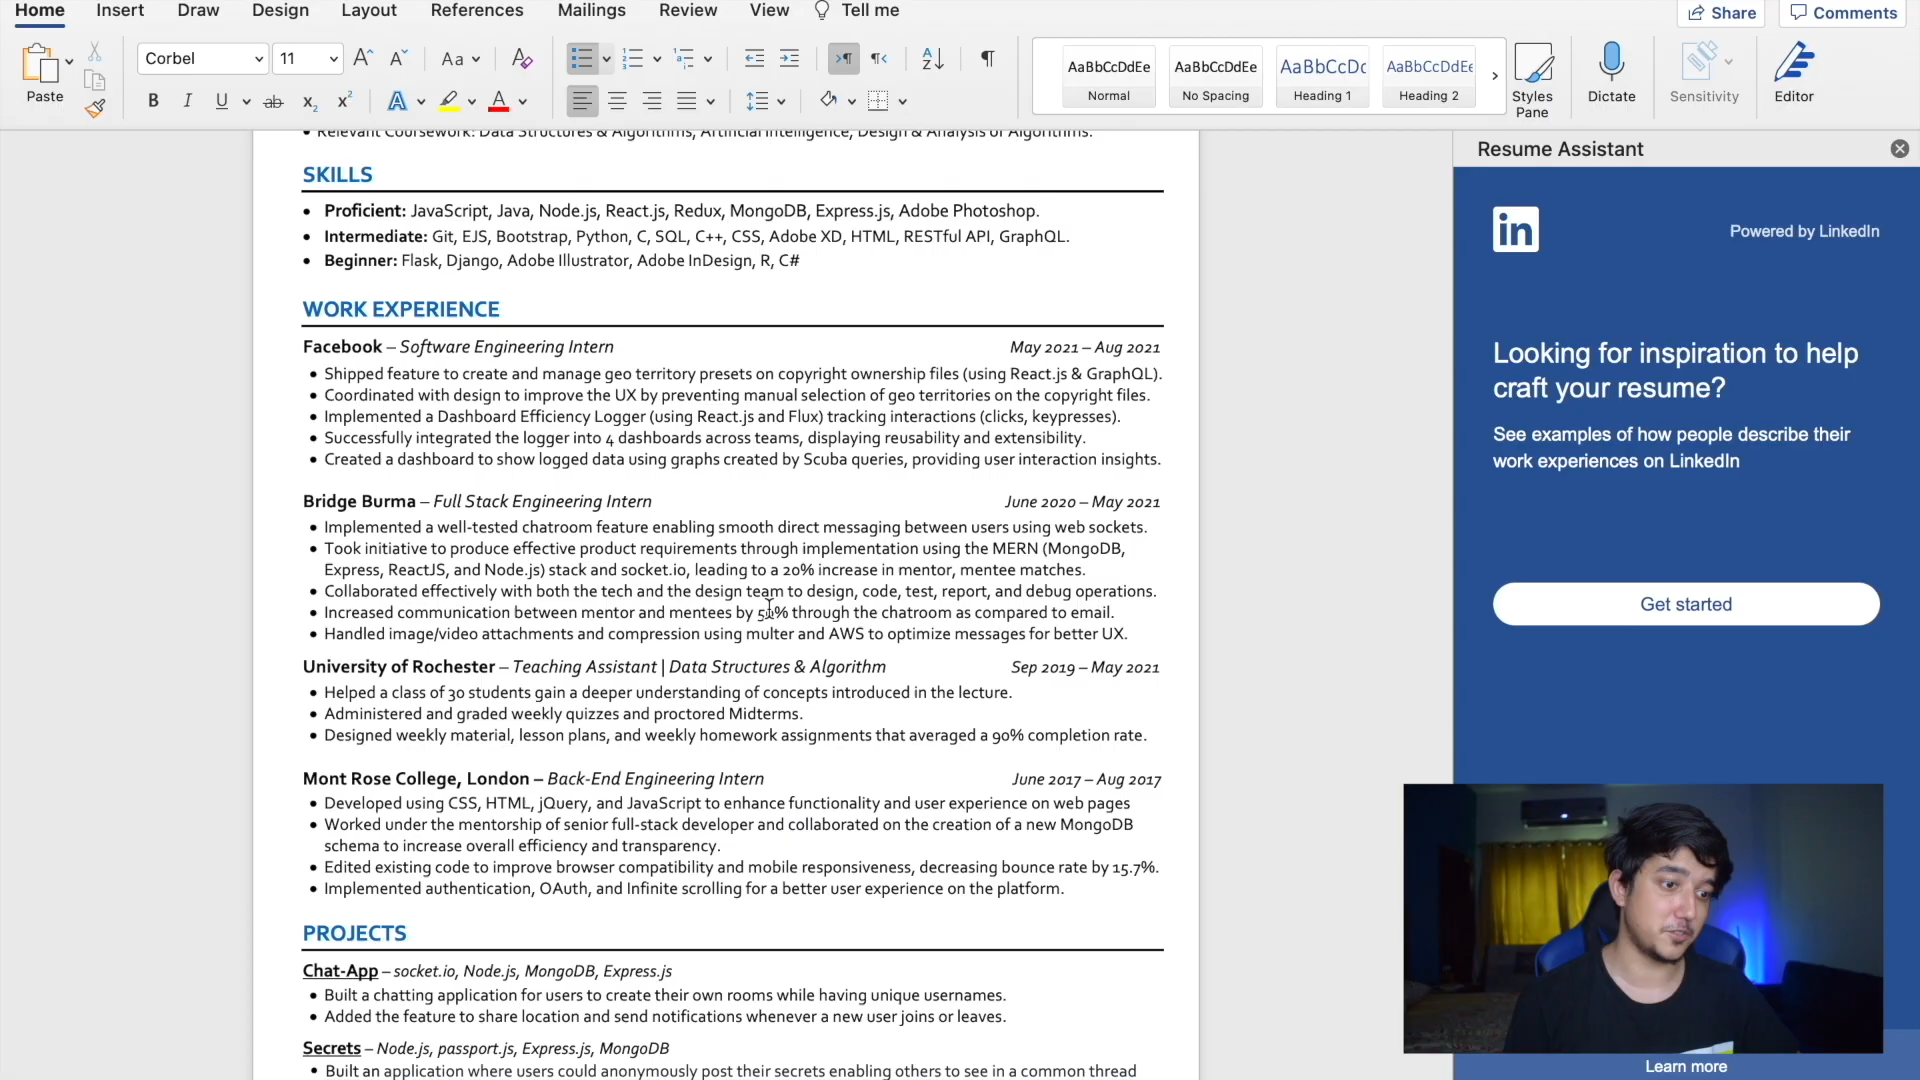 Home Insert Draw Design Layout References Mailings Review View Tell me Share Comments
Corbel 11 Aa
Paste
AaBbCcDdEe AaBbCcDdEe AaBbCcDc AaBbCcDdEe
Normal No Spacing Heading 1 Heading 2
Styles Pane Dictate Sensitivity Editor
• Relevant Coursework: Data Structures & Algorithms, Artificial Intelligence, Design & Analysis of Algorithms.
SKILLS
• Proficient: JavaScript, Java, Node.js, React.js, Redux, MongoDB, Express.js, Adobe Photoshop.
• Intermediate: Git, EJS, Bootstrap, Python, C, SQL, C++, CSS, Adobe XD, HTML, RESTful API, GraphQL.
• Beginner: Flask, Django, Adobe Illustrator, Adobe InDesign, R, C#
WORK EXPERIENCE
Facebook – Software Engineering Intern May 2021 – Aug 2021
• Shipped feature to create and manage geo territory presets on copyright ownership files (using React.js & GraphQL).
• Coordinated with design to improve the UX by preventing manual selection of geo territories on the copyright files.
• Implemented a Dashboard Efficiency Logger (using React.js and Flux) tracking interactions (clicks, keypresses).
• Successfully integrated the logger into 4 dashboards across teams, displaying reusability and extensibility.
• Created a dashboard to show logged data using graphs created by Scuba queries, providing user interaction insights.
Bridge Burma – Full Stack Engineering Intern June 2020 – May 2021
• Implemented a well-tested chatroom feature enabling smooth direct messaging between users using web sockets.
• Took initiative to produce effective product requirements through implementation using the MERN (MongoDB,
Express, ReactJS, and Node.js) stack and socket.io, leading to a 20% increase in mentor, mentee matches.
• Collaborated effectively with both the tech and the design team to design, code, test, report, and debug operations.
• Increased communication between mentor and mentees by through the chatroom as compared to email.
• Handled image/video attachments and compression using multer and AWS to optimize messages for better UX.
University of Rochester – Teaching Assistant | Data Structures & Algorithm Sep 2019 – May 2021
• Helped a class of 30 students gain a deeper understanding of concepts introduced in the lecture.
• Administered and graded weekly quizzes and proctored Midterms.
• Designed weekly material, lesson plans, and weekly homework assignments that averaged a 90% completion rate.
Mont Rose College, London – Back-End Engineering Intern June 2017 – Aug 2017
• Developed using CSS, HTML, jQuery, and JavaScript to enhance functionality and user experience on web pages
• Worked under the mentorship of senior full-stack developer and collaborated on the creation of a new MongoDB
schema to increase overall efficiency and transparency.
• Edited existing code to improve browser compatibility and mobile responsiveness, decreasing bounce rate by 15.7%.
• Implemented authentication, OAuth, and Infinite scrolling for a better user experience on the platform.
PROJECTS
Chat-App – socket.io, Node.js, MongoDB, Express.js
• Built a chatting application for users to create their own rooms while having unique usernames.
• Added the feature to share location and send notifications whenever a new user joins or leaves.
Secrets – Node.js, passport.js, Express.js, MongoDB
• Built an application where users could anonymously post their secrets enabling others to see in a common thread
Resume Assistant
in Powered by LinkedIn
Looking for inspiration to help
craft your resume?
See examples of how people describe their
work experiences on LinkedIn
Get started
Learn more